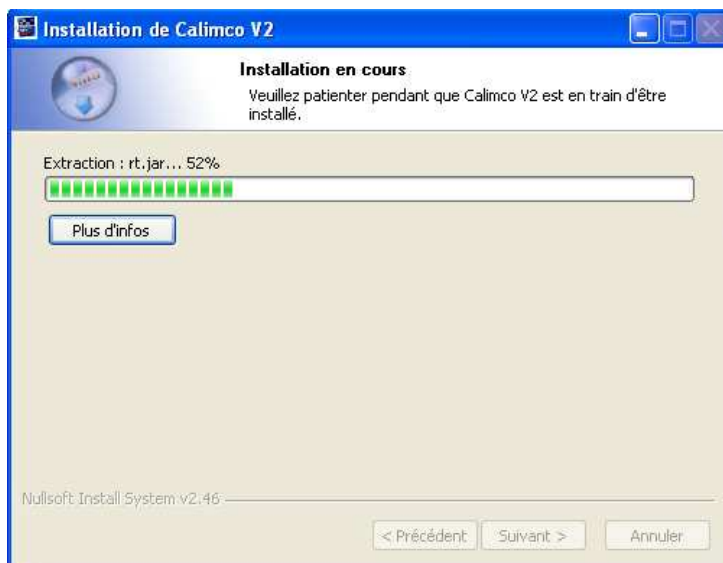 Installation de Calimco V2
Installation en cours
Veuillez patienter pendant que Calimco V2 est en train d'être
installé.
Extraction : rt.jar... 52%
Plus d'infos
Nullsoft Install System v2.46
< Précédent
Suivant >
Annuler